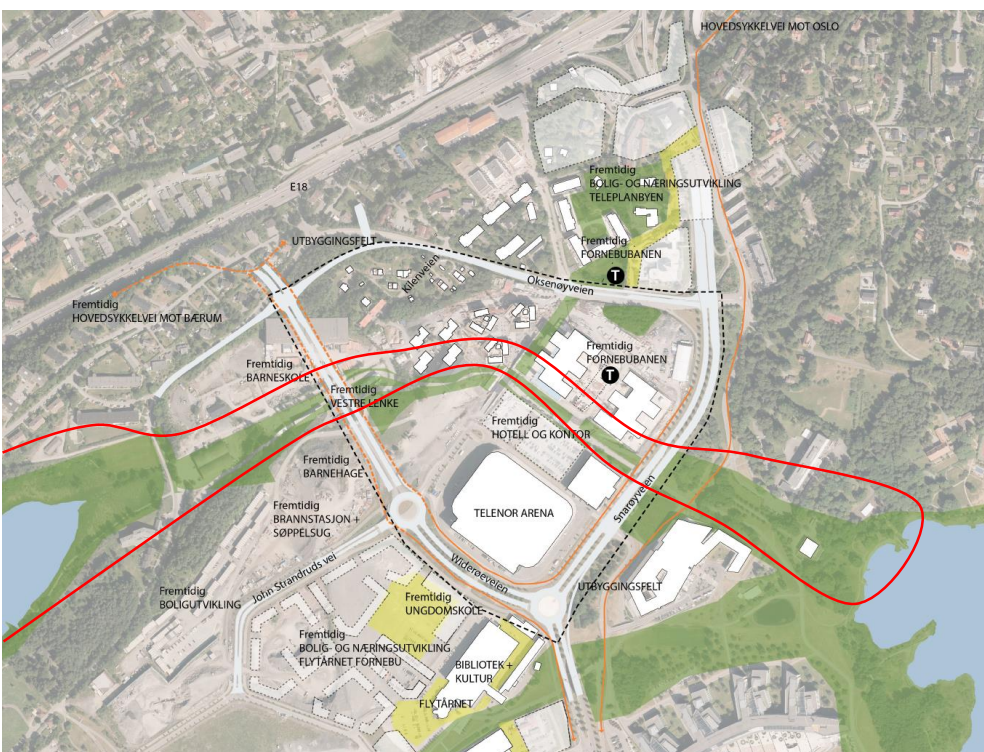 HOVEDSYKKELVEI MOT OSLO
E18
Fremtidig
BOLIG- OG NÆRINGSUTVIKLING
TELEPLANBYEN
UTBYGGINGSFELT
Fremtidig
FORNEBUBANEN
T
Kilenveien
Oksenøyveien
Fremtidig
HOVEDSYKKELVEI MOT BÆRUM
Fremtidig
FORNEBUBANEN
T
Fremtidig
BARNESKOLE
Fremtidig
VESTRE LENKE
Fremtidig
HOTELL OG KONTOR
Fremtidig
BARNEHAGE
Snarøyveien
Fremtidig
BRANNSTASJON +
SØPPELSUG
TELENOR ARENA
Widerøeveien
John Strandruds vei
UTBYGGINGSFELT
Fremtidig
BOLIGUTVIKLING
Fremtidig
UNGDOMSKOLE
Fremtidig
BOLIG- OG NÆRINGSUTVIKLING
FLYTÅRNET FORNEBU
BIBLIOTEK +
KULTUR
FLYTÅRNET